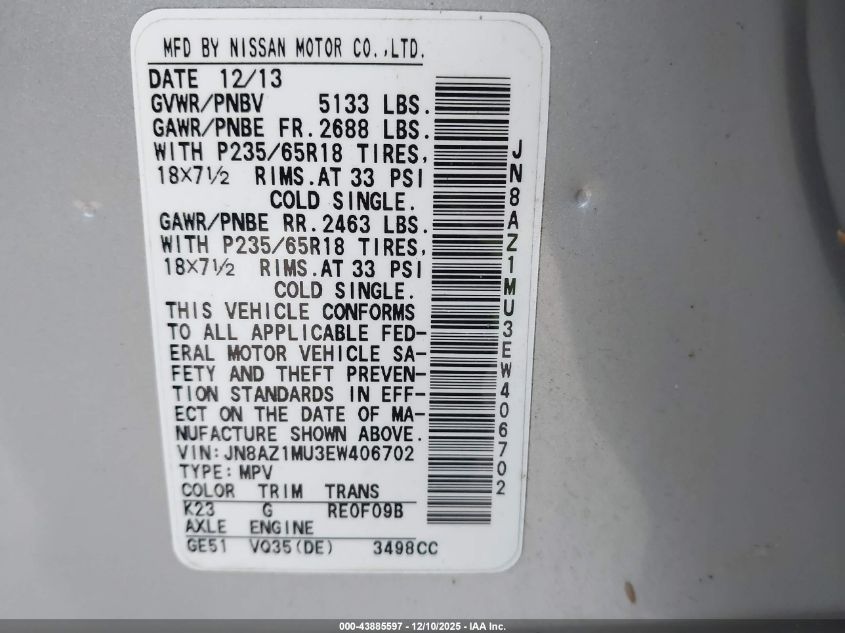 MFD BY NISSAN MOTOR CO.,LTD.
DATE 12/13
GVWR/PNBV 5133 LBS.
GAWR/PNBE FR. 2688 LBS.
WITH P235/65R18 TIRES,
18X7½ RIMS.AT 33 PSI
COLD SINGLE.
GAWR/PNBE RR. 2463 LBS.
WITH P235/65R18 TIRES,
18X7½ RIMS.AT 33 PSI
COLD SINGLE.
THIS VEHICLE CONFORMS
TO ALL APPLICABLE FED-
ERAL MOTOR VEHICLE SA-
FETY AND THEFT PREVEN-
TION STANDARDS IN EFF-
ECT ON THE DATE OF MA-
NUFACTURE SHOWN ABOVE.
VIN: JN8AZ1MU3EW406702
TYPE: MPV
COLOR TRIM TRANS
K23 G RE0F09B
AXLE ENGINE
GE51 VQ35(DE) 3498CC
JN8AZ1MU3EW406702
000-43885597 - 12/10/2025 - IAA Inc.